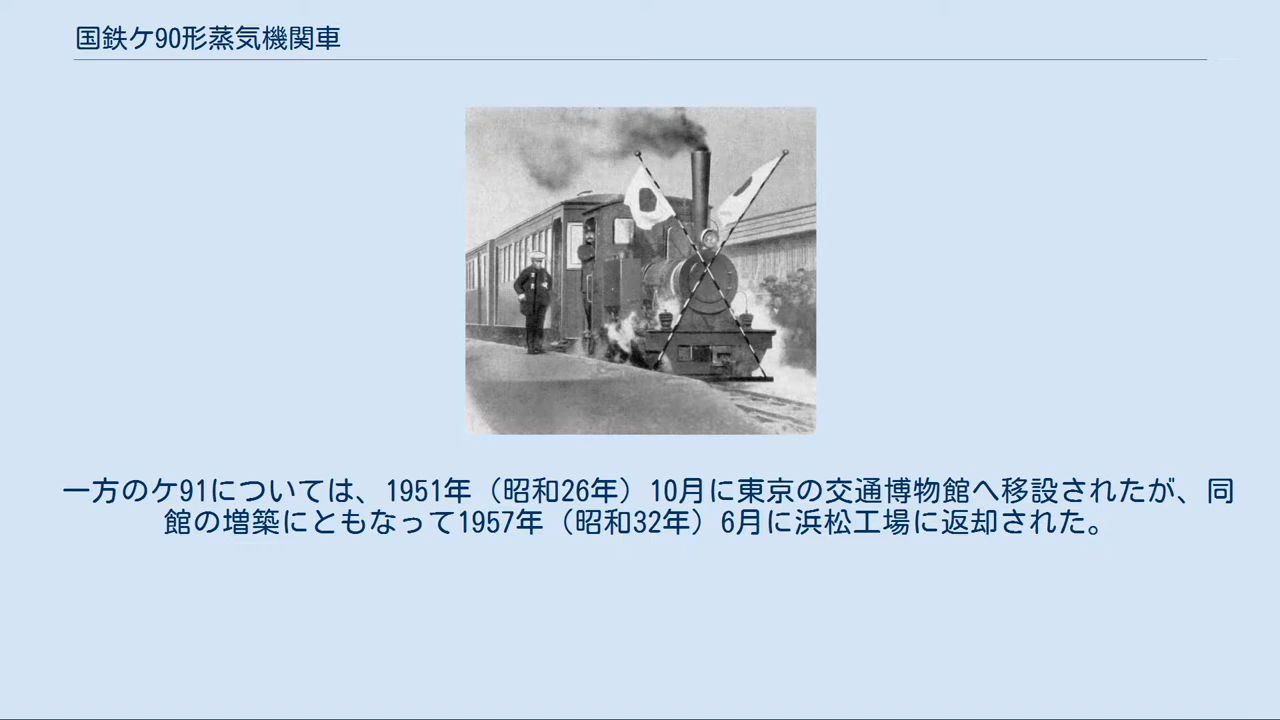 国鉄ケ90形蒸気機関車
一方のケ91については、1951年（昭和26年）10月に東京の交通博物館へ移設されたが、同
館の増築にともなって1957年（昭和32年）6月に浜松工場に返却された。